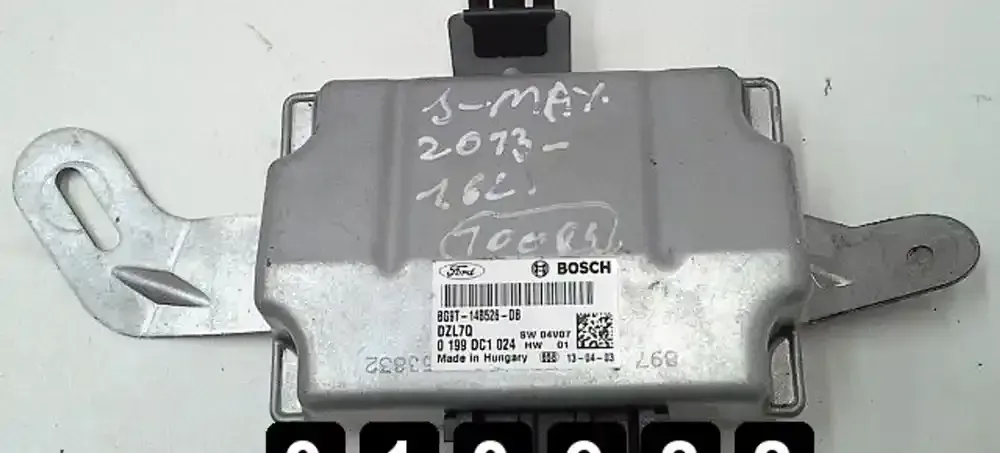 S-MAX
2013-
1.6L
Ford BOSCH
BG9T-14B526-DB
DZL7Q SW 04V07
0 199 DC1 024 HW 01
Made in Hungary 13-04-03
53832 897